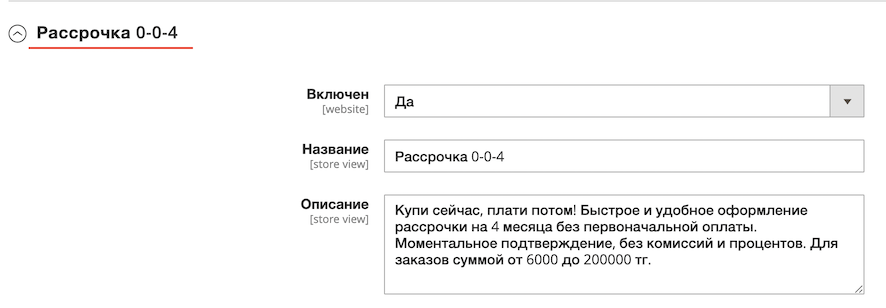 Рассрочка 0-0-4
Включен
[website]
Да
Название
[store view]
Рассрочка 0-0-4
Описание
[store view]
Купи сейчас, плати потом! Быстрое и удобное оформление
рассрочки на 4 месяца без первоначальной оплаты.
Моментальное подтверждение, без комиссий и процентов. Для
заказов суммой от 6000 до 200000 тг.